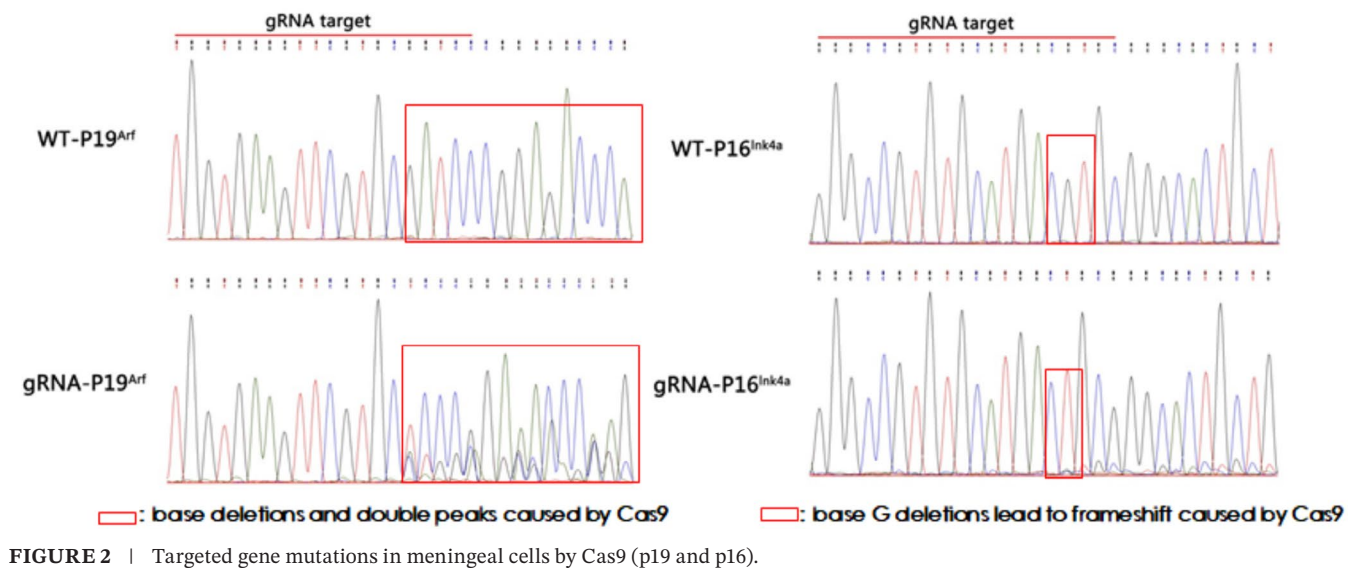 gRNA target
gRNA target
WT-P19Arf
WT-P16Ink4a
gRNA-P19Arf
gRNA-P16Ink4a
: base deletions and double peaks caused by Cas9
: base G deletions lead to frameshift caused by Cas9
FIGURE 2 | Targeted gene mutations in meningeal cells by Cas9 (p19 and p16).